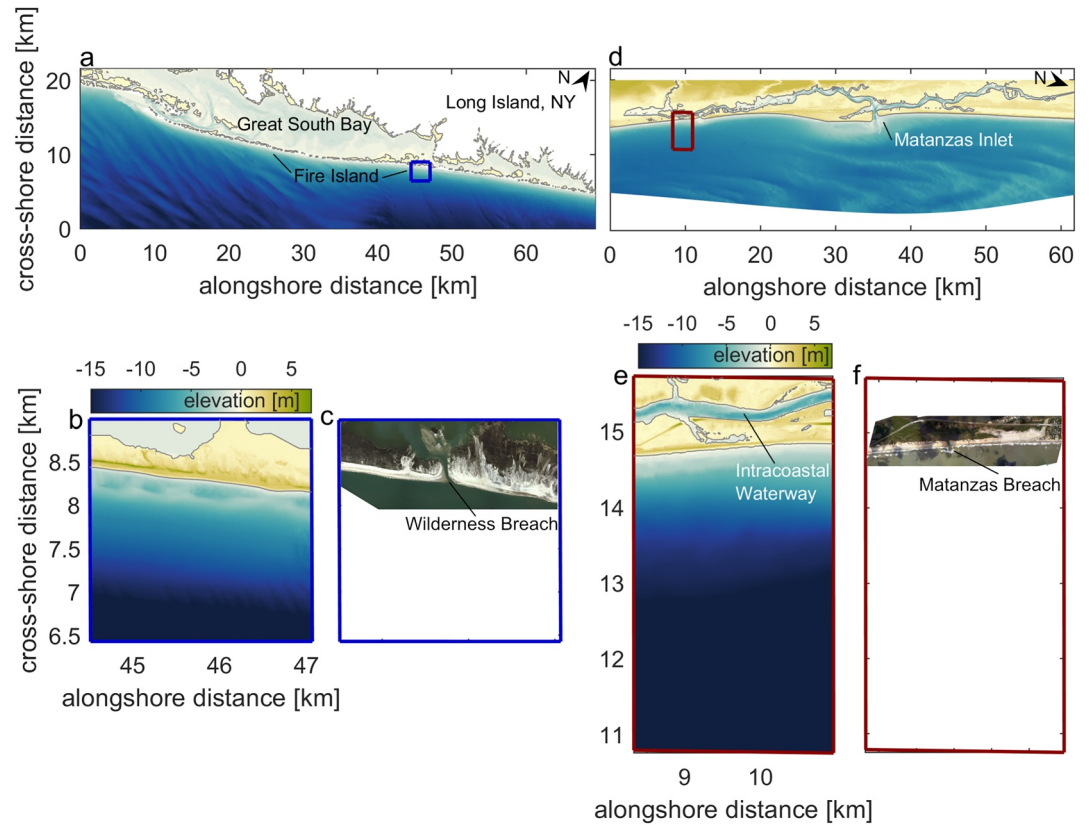 a
cross-shore distance [km]
20
10
0
N
Long Island, NY
Great South Bay
Fire Island
0 10 20 30 40 50 60
alongshore distance [km]
d
N
Matanzas Inlet
0 10 20 30 40 50 60
alongshore distance [km]
-15 -10 -5 0 5
elevation [m]
b
cross-shore distance [km]
8.5
8
7.5
7
6.5
45 46 47
alongshore distance [km]
c
Wilderness Breach
-15 -10 -5 0 5
elevation [m]
e
15
14
13
12
11
Intracoastal
Waterway
9 10
alongshore distance [km]
f
Matanzas Breach